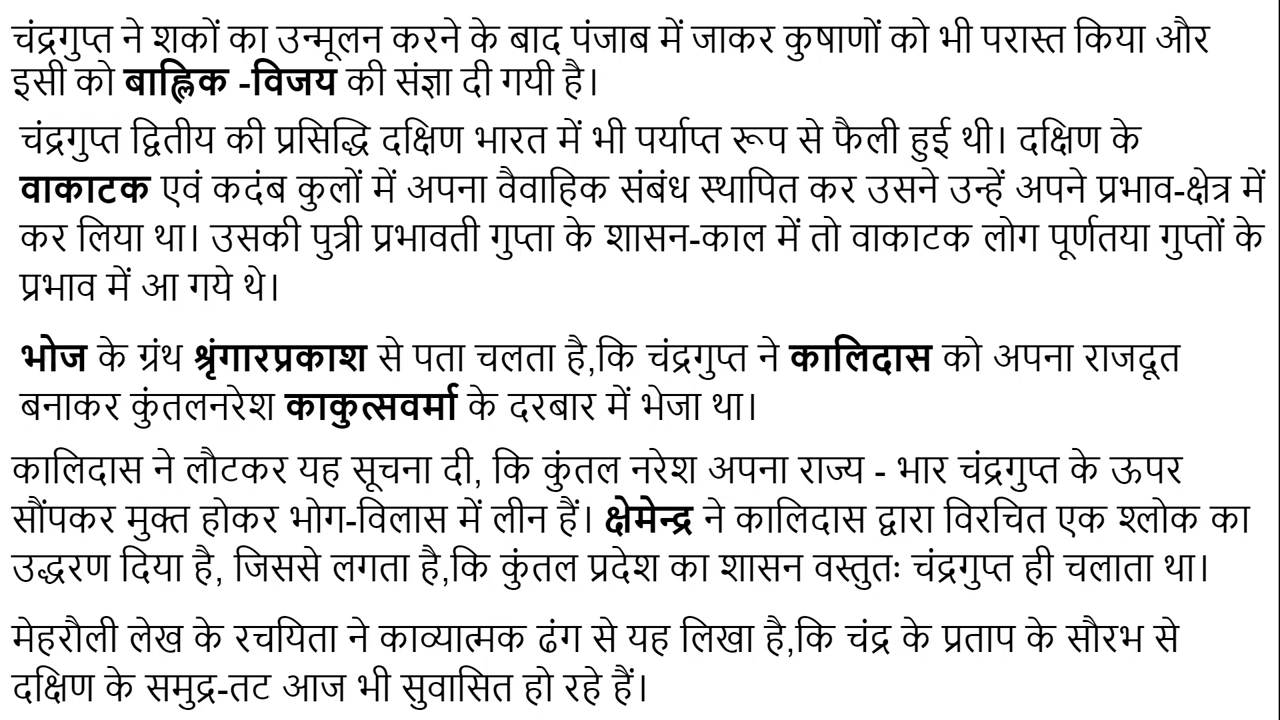 चंद्रगुप्त ने शकों का उन्मूलन करने के बाद पंजाब में जाकर कुषाणों को भी परास्त किया और
इसी को बाह्लिक -विजय की संज्ञा दी गयी है।
चंद्रगुप्त द्वितीय की प्रसिद्धि दक्षिण भारत में भी पर्याप्त रूप से फैली हुई थी। दक्षिण के
वाकाटक एवं कदंब कुलों में अपना वैवाहिक संबंध स्थापित कर उसने उन्हें अपने प्रभाव-क्षेत्र में
कर लिया था। उसकी पुत्री प्रभावती गुप्ता के शासन-काल में तो वाकाटक लोग पूर्णतया गुप्तों के
प्रभाव में आ गये थे।
भोज के ग्रंथ श्रृंगारप्रकाश से पता चलता है,कि चंद्रगुप्त ने कालिदास को अपना राजदूत
बनाकर कुंतलनरेश काकुत्सवर्मा के दरबार में भेजा था।
कालिदास ने लौटकर यह सूचना दी, कि कुंतल नरेश अपना राज्य - भार चंद्रगुप्त के ऊपर
सौंपकर मुक्त होकर भोग-विलास में लीन हैं। क्षेमेन्द्र ने कालिदास द्वारा विरचित एक श्लोक का
उद्धरण दिया है, जिससे लगता है,कि कुंतल प्रदेश का शासन वस्तुतः चंद्रगुप्त ही चलाता था।
मेहरौली लेख के रचयिता ने काव्यात्मक ढंग से यह लिखा है,कि चंद्र के प्रताप के सौरभ से
दक्षिण के समुद्र-तट आज भी सुवासित हो रहे हैं।